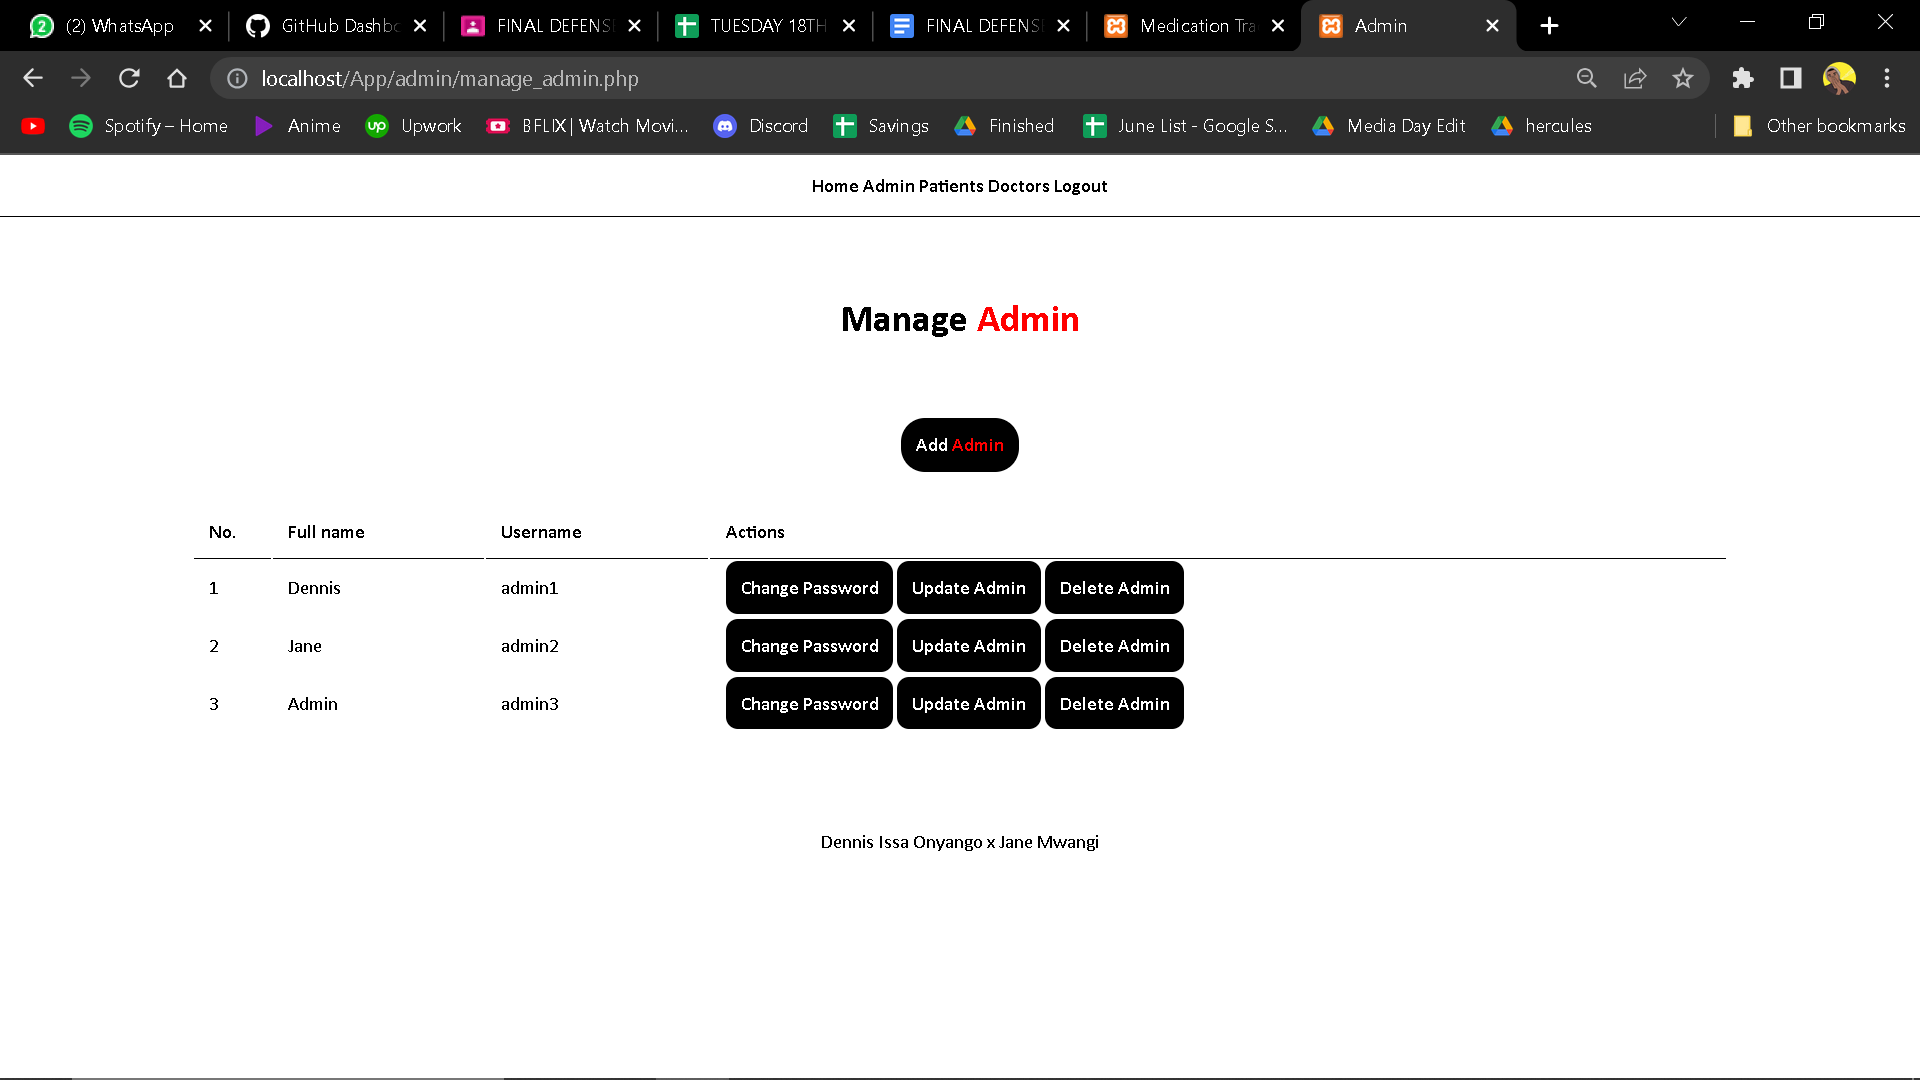 (2) WhatsApp GitHub Dashbo FINAL DEFENSE TUESDAY 18TH FINAL DEFENSE Medication Tra Admin
localhost/App/admin/manage_admin.php
Spotify – Home Anime Upwork BFLIX | Watch Movi... Discord Savings Finished June List - Google S... Media Day Edit hercules Other bookmarks
Home Admin Patients Doctors Logout
Manage Admin
Add Admin
No. Full name Username Actions
1 Dennis admin1 Change Password Update Admin Delete Admin
2 Jane admin2 Change Password Update Admin Delete Admin
3 Admin admin3 Change Password Update Admin Delete Admin
Dennis Issa Onyango x Jane Mwangi